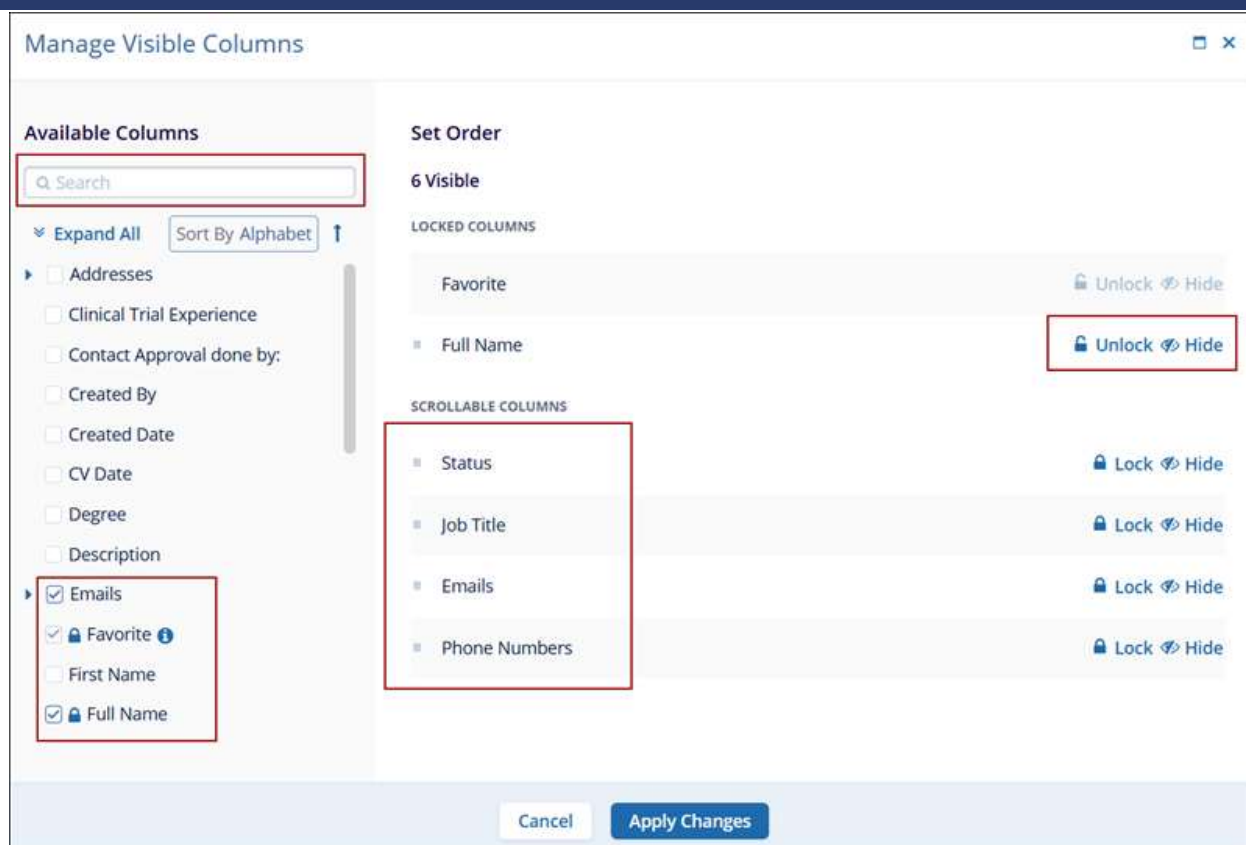 Manage Visible Columns
Available Columns
Search
Expand All Sort By Alphabet
Addresses
Clinical Trial Experience
Contact Approval done by:
Created By
Created Date
CV Date
Degree
Description
Emails
Favorite
First Name
Full Name
Set Order
6 Visible
LOCKED COLUMNS
Favorite Unlock Hide
Full Name Unlock Hide
SCROLLABLE COLUMNS
Status Lock Hide
Job Title Lock Hide
Emails Lock Hide
Phone Numbers Lock Hide
Cancel Apply Changes